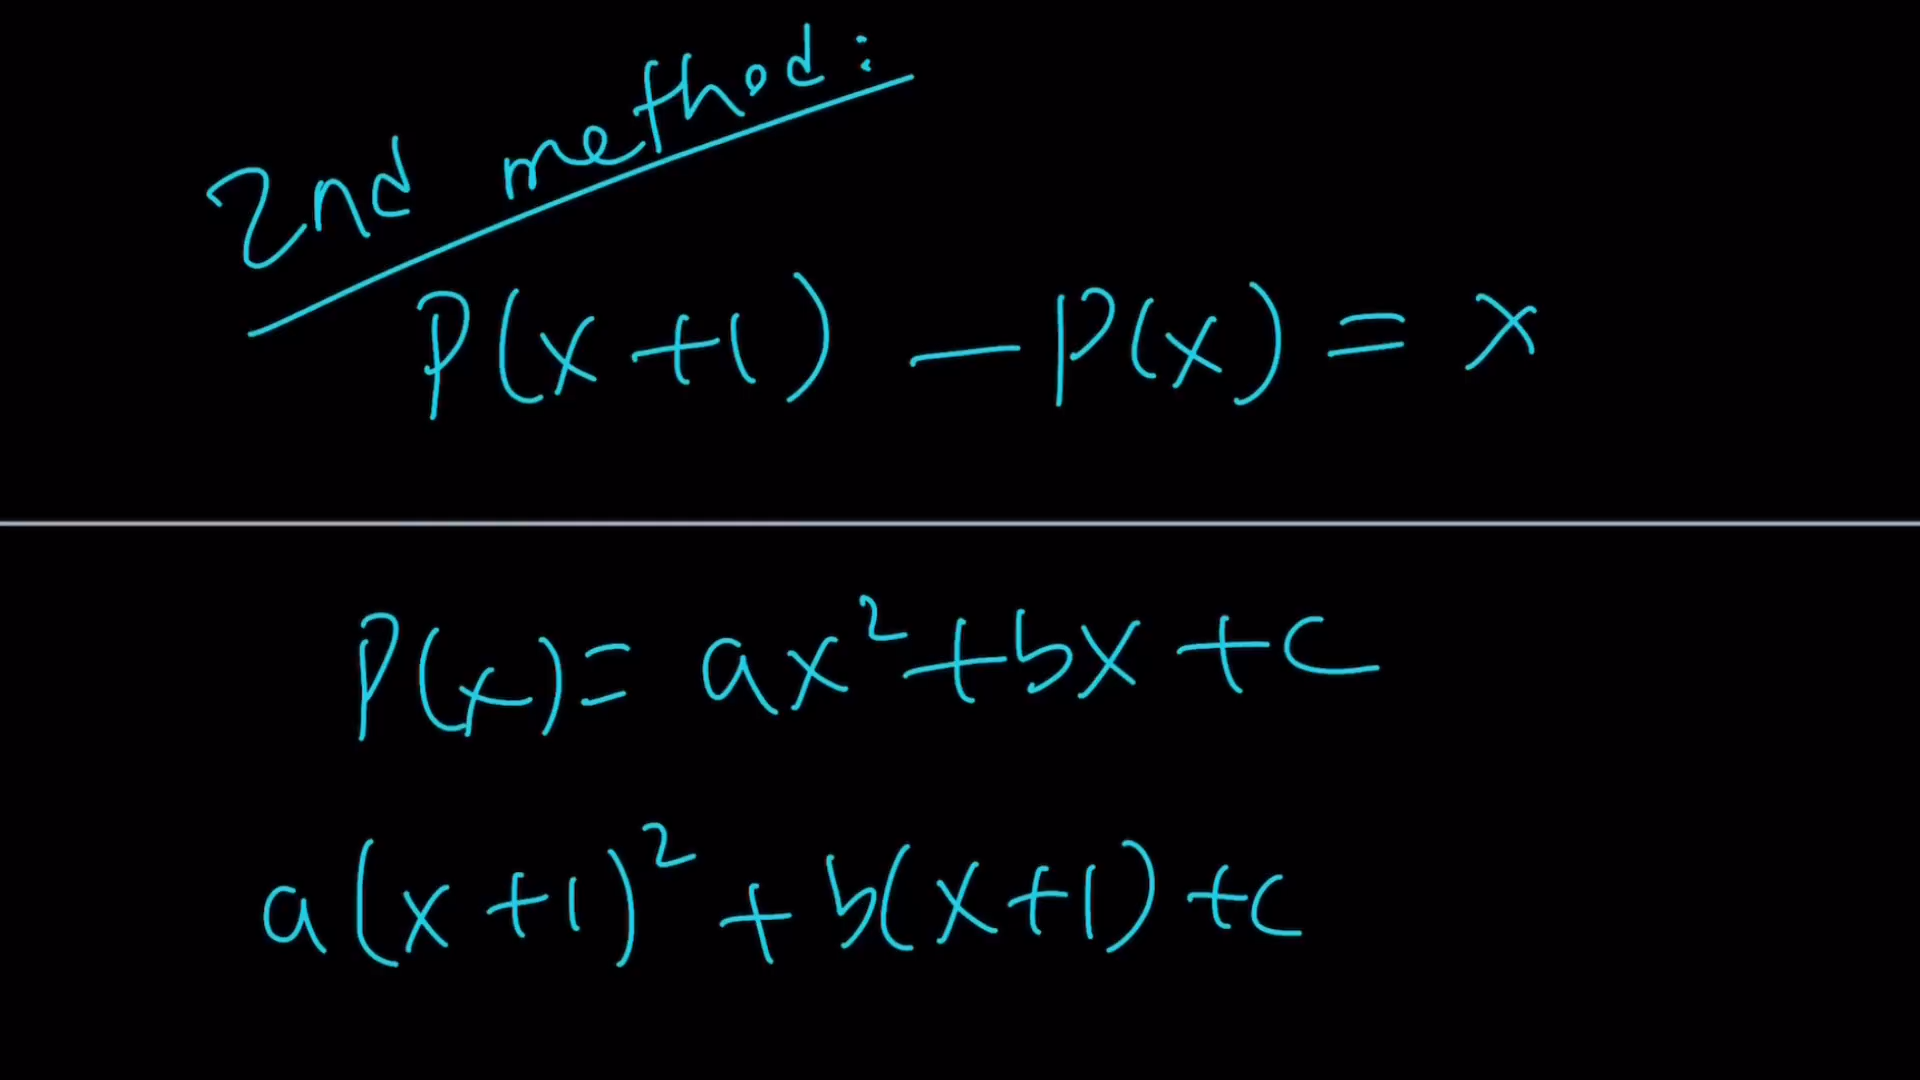 2nd method:
P(x+1) − P(x) = x
P(x) = ax² + bx + c
a(x+1)² + b(x+1) + c